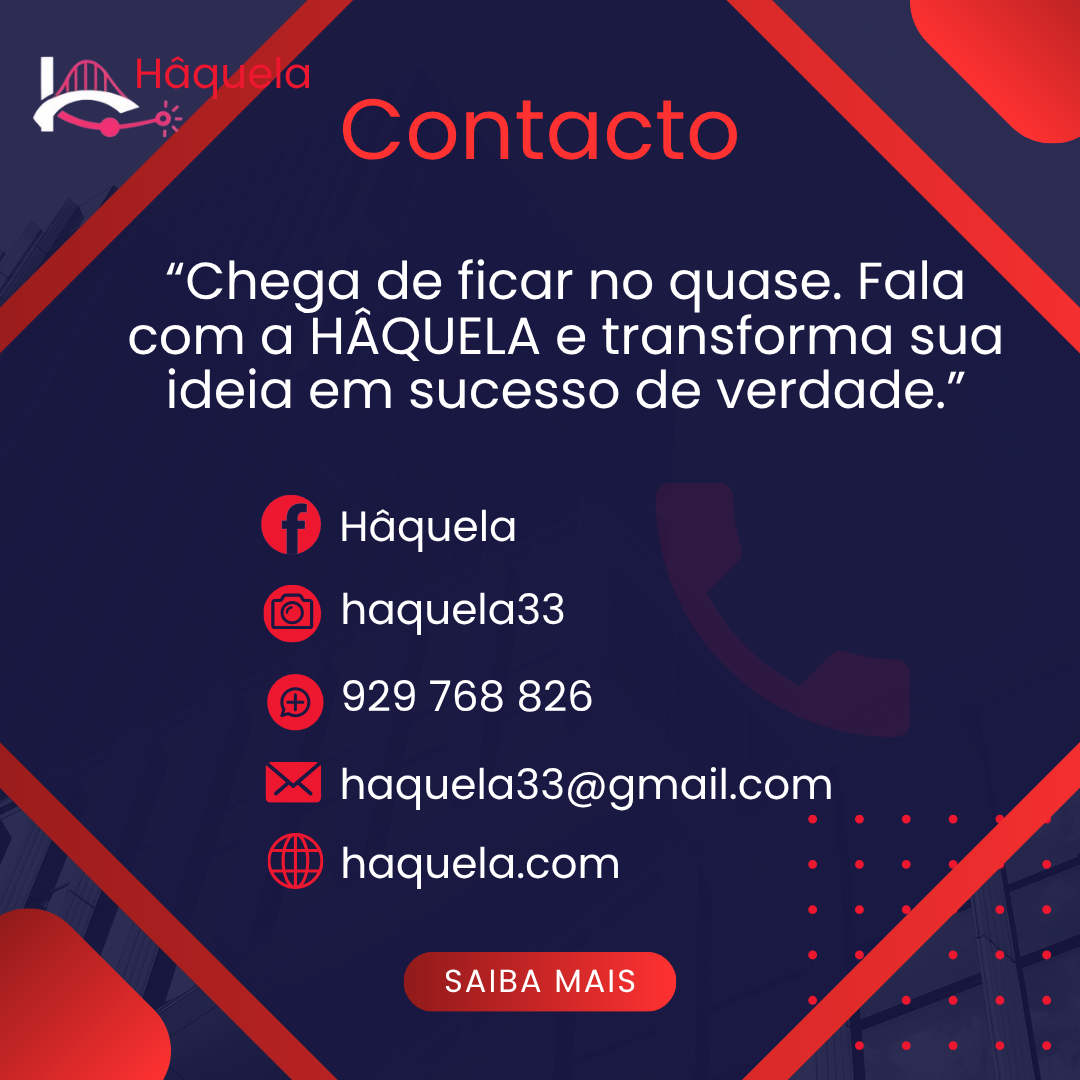 Hâquela
Contacto
“Chega de ficar no quase. Fala
com a HÂQUELA e transforma sua
ideia em sucesso de verdade.”
Hâquela
haquela33
929 768 826
haquela33@gmail.com
haquela.com
SAIBA MAIS